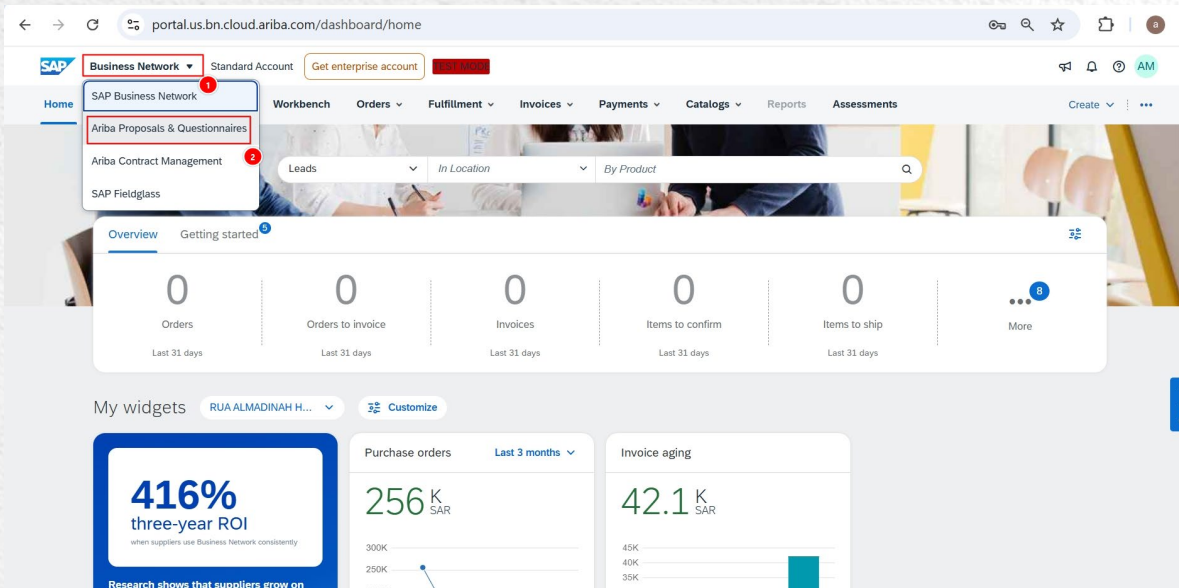 portal.us.bn.cloud.ariba.com/dashboard/home
a
SAP Business Network Standard Account Get enterprise account TEST MODE AM
1
Home Workbench Orders Fulfillment Invoices Payments Catalogs Reports Assessments Create
SAP Business Network
Ariba Proposals & Questionnaires
Ariba Contract Management
2
SAP Fieldglass
Leads In Location By Product
Overview Getting started 5
0 0 0 0 0 8
Orders Orders to invoice Invoices Items to confirm Items to ship More
Last 31 days Last 31 days Last 31 days Last 31 days Last 31 days
My widgets RUA ALMADINAH H... Customize
416%
three-year ROI
when suppliers use Business Network consistently
Research shows that suppliers grow on
Purchase orders Last 3 months
256 K SAR
300K
250K
Invoice aging
42.1 K SAR
45K
40K
35K